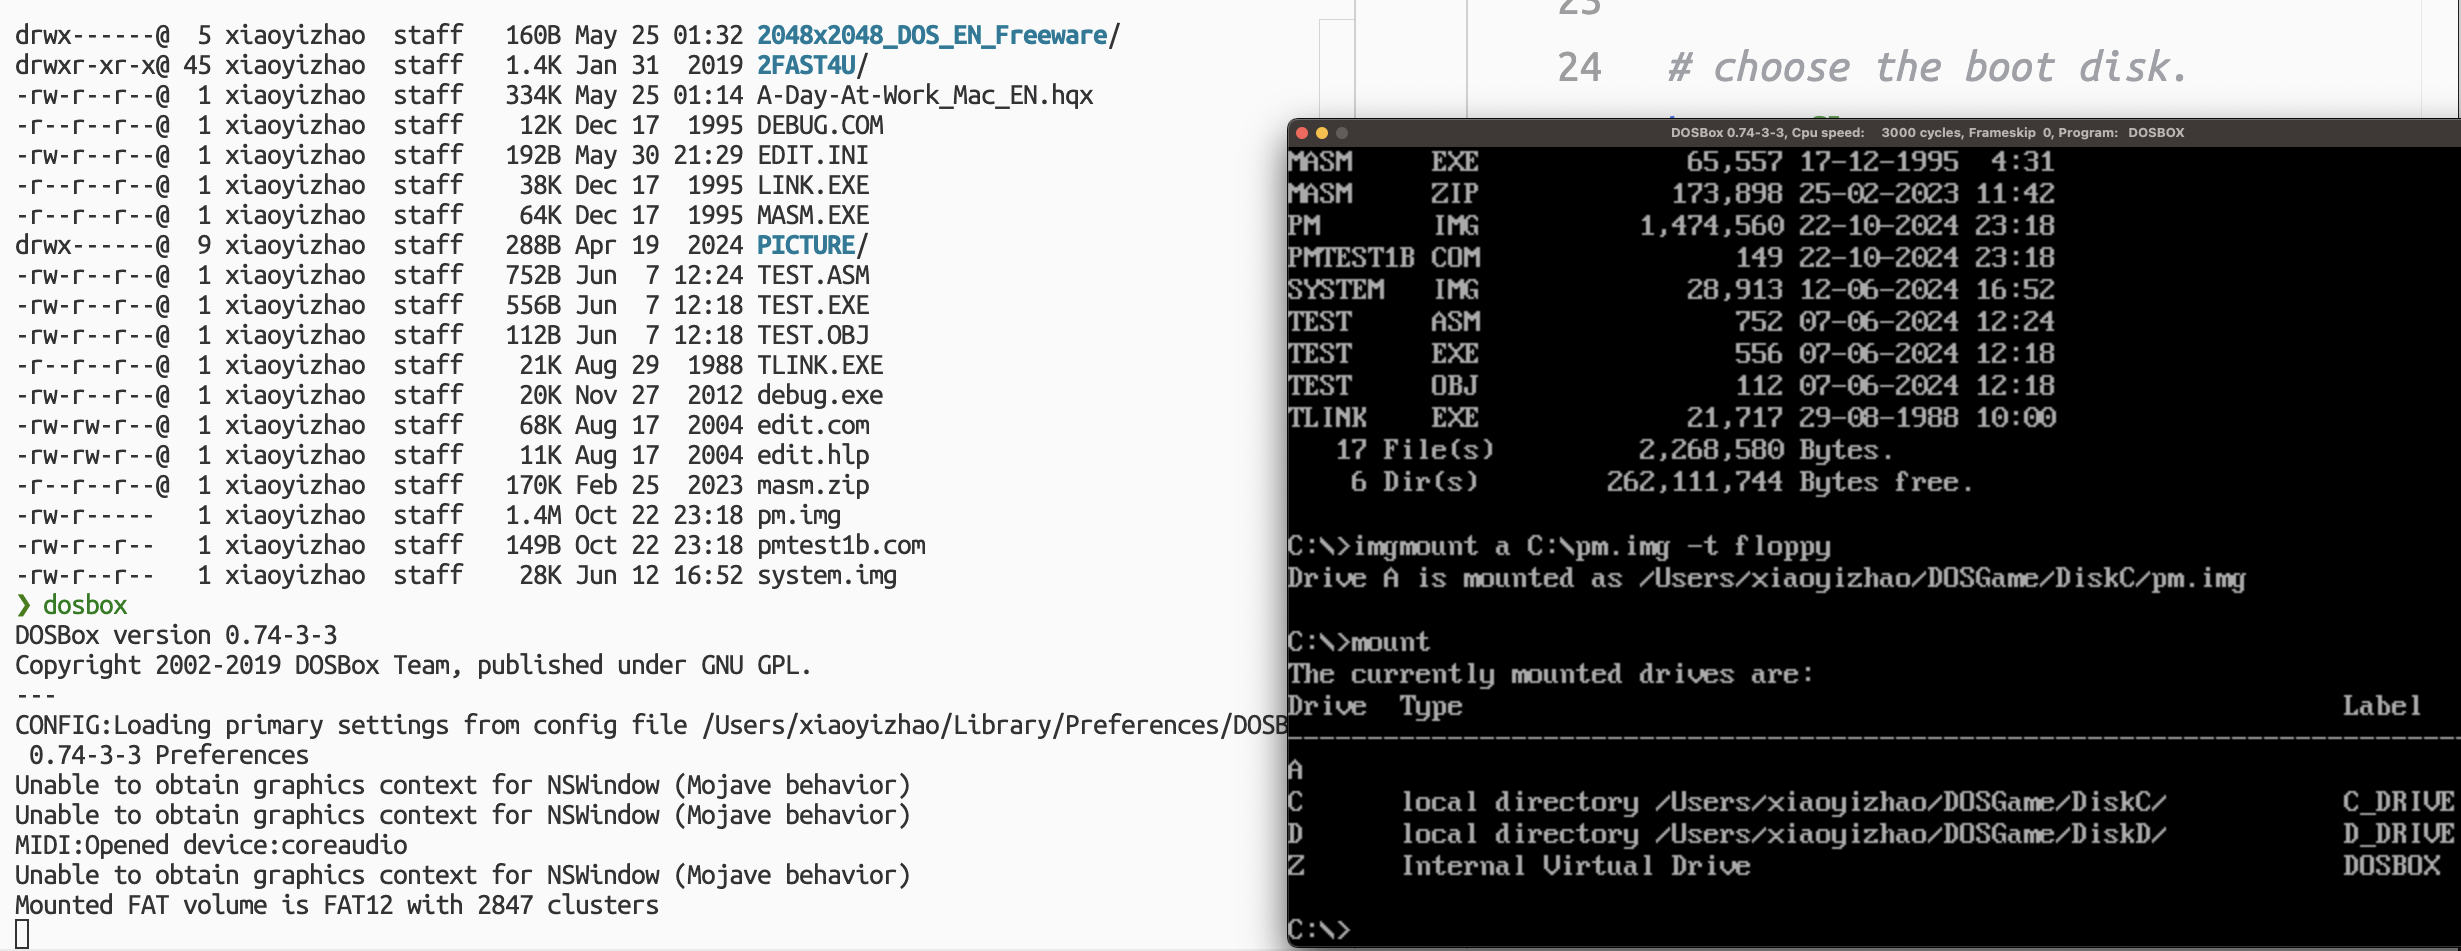 drwx------@  5 xiaoyizhao  staff   160B May 25 01:32 2048x2048_DOS_EN_Freeware/
drwxr-xr-x@ 45 xiaoyizhao  staff   1.4K Jan 31  2019 2FAST4U/
-rw-r--r--@  1 xiaoyizhao  staff   334K May 25 01:14 A-Day-At-Work_Mac_EN.hqx
-r--r--r--@  1 xiaoyizhao  staff    12K Dec 17  1995 DEBUG.COM
-rw-r--r--@  1 xiaoyizhao  staff   192B May 30 21:29 EDIT.INI
-r--r--r--@  1 xiaoyizhao  staff    38K Dec 17  1995 LINK.EXE
-r--r--r--@  1 xiaoyizhao  staff    64K Dec 17  1995 MASM.EXE
drwx------@  9 xiaoyizhao  staff   288B Apr 19  2024 PICTURE/
-rw-r--r--@  1 xiaoyizhao  staff   752B Jun  7 12:24 TEST.ASM
-rw-r--r--@  1 xiaoyizhao  staff   556B Jun  7 12:18 TEST.EXE
-rw-r--r--@  1 xiaoyizhao  staff   112B Jun  7 12:18 TEST.OBJ
-r--r--r--@  1 xiaoyizhao  staff    21K Aug 29  1988 TLINK.EXE
-rw-r--r--@  1 xiaoyizhao  staff    20K Nov 27  2012 debug.exe
-rw-rw-r--@  1 xiaoyizhao  staff    68K Aug 17  2004 edit.com
-rw-rw-r--@  1 xiaoyizhao  staff    11K Aug 17  2004 edit.hlp
-r--r--r--@  1 xiaoyizhao  staff   170K Feb 25  2023 masm.zip
-rw-r-----   1 xiaoyizhao  staff   1.4M Oct 22 23:18 pm.img
-rw-r--r--   1 xiaoyizhao  staff   149B Oct 22 23:18 pmtest1b.com
-rw-r--r--   1 xiaoyizhao  staff    28K Jun 12 16:52 system.img
❯ dosbox
DOSBox version 0.74-3-3
Copyright 2002-2019 DOSBox Team, published under GNU GPL.
---
CONFIG:Loading primary settings from config file /Users/xiaoyizhao/Library/Preferences/DOSB
 0.74-3-3 Preferences
Unable to obtain graphics context for NSWindow (Mojave behavior)
Unable to obtain graphics context for NSWindow (Mojave behavior)
MIDI:Opened device:coreaudio
Unable to obtain graphics context for NSWindow (Mojave behavior)
Mounted FAT volume is FAT12 with 2847 clusters
23
24 # choose the boot disk.
DOSBox 0.74-3-3, Cpu speed:    3000 cycles, Frameskip  0, Program:   DOSBOX
MASM     EXE             65,557 17-12-1995  4:31
MASM     ZIP            173,898 25-02-2023 11:42
PM       IMG          1,474,560 22-10-2024 23:18
PMTEST1B COM                149 22-10-2024 23:18
SYSTEM   IMG             28,913 12-06-2024 16:52
TEST     ASM                752 07-06-2024 12:24
TEST     EXE                556 07-06-2024 12:18
TEST     OBJ                112 07-06-2024 12:18
TLINK    EXE             21,717 29-08-1988 10:00
   17 File(s)         2,268,580 Bytes.
    6 Dir(s)        262,111,744 Bytes free.
C:\>imgmount a C:\pm.img -t floppy
Drive A is mounted as /Users/xiaoyizhao/DOSGame/DiskC/pm.img
C:\>mount
The currently mounted drives are:
Drive  Type                                                       Label
--------------------------------------------------------------------------
A
C      local directory /Users/xiaoyizhao/DOSGame/DiskC/           C_DRIVE
D      local directory /Users/xiaoyizhao/DOSGame/DiskD/           D_DRIVE
Z      Internal Virtual Drive                                     DOSBOX
C:\>